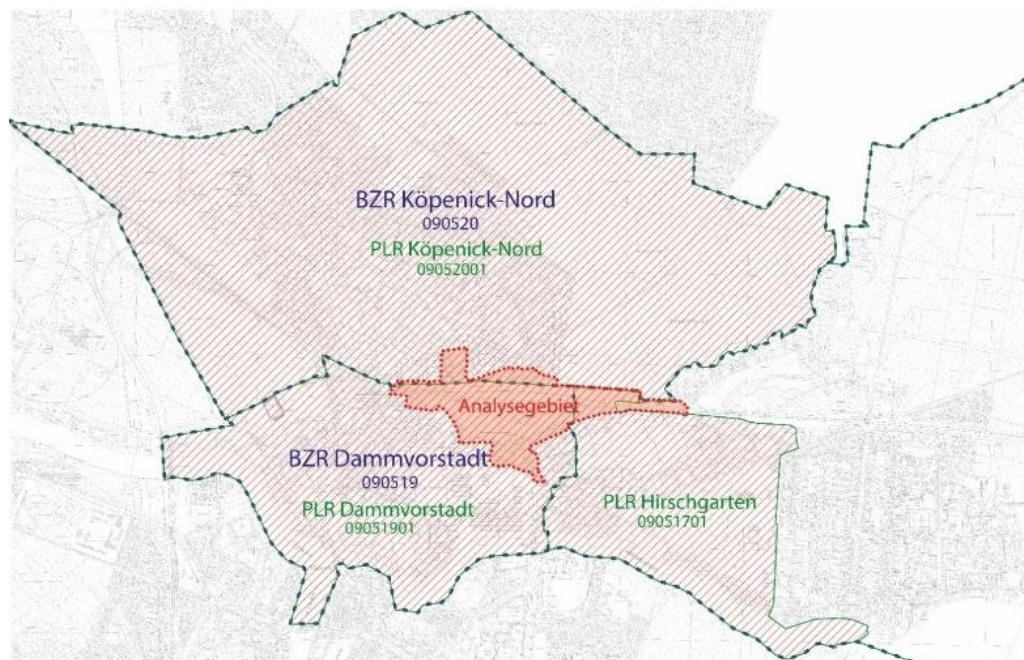 BZR Köpenick-Nord
090520
PLR Köpenick-Nord
09052001
Analysegebiet
BZR Dammvorstadt
090519
PLR Dammvorstadt
09051901
PLR Hirschgarten
09051701